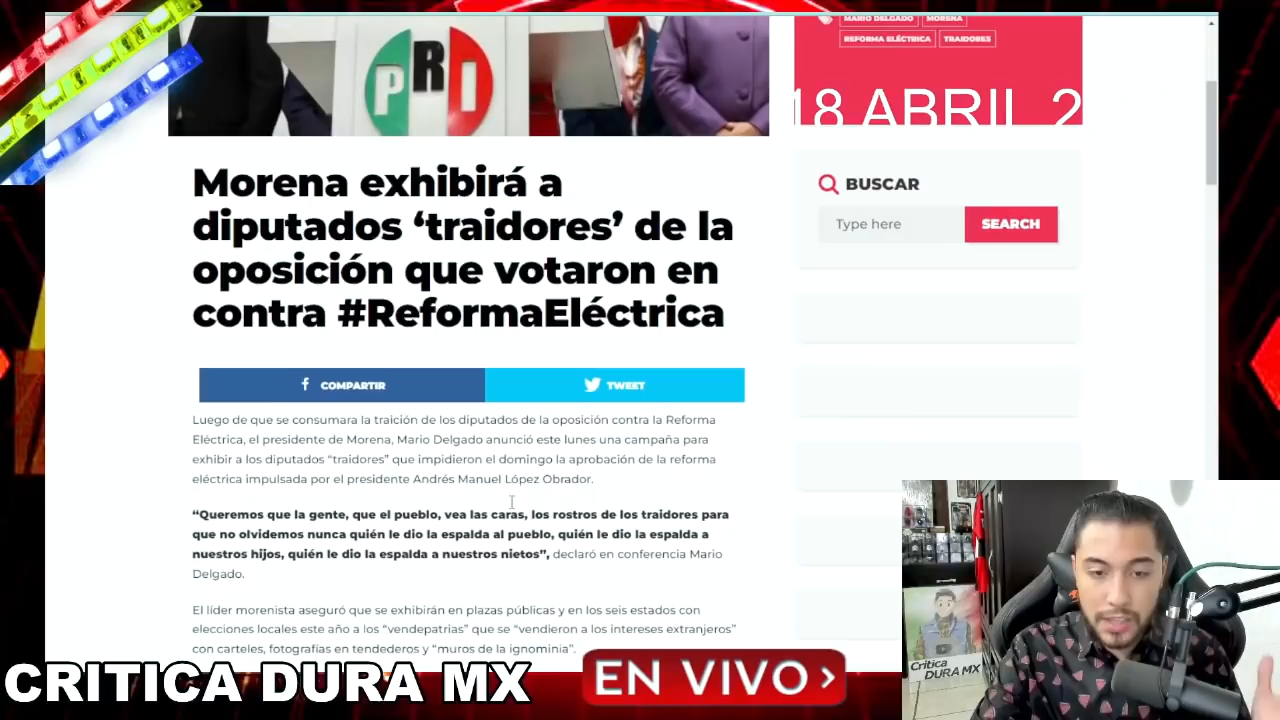 PRI
MARIO DELGADO
MORENA
REFORMA ELÉCTRICA
TRAIDORES
18 ABRIL 2
Morena exhibirá a
diputados ‘traidores’ de la
oposición que votaron en
contra #ReformaEléctrica
BUSCAR
Type here
SEARCH
COMPARTIR
TWEET
Luego de que se consumara la traición de los diputados de la oposición contra la Reforma
Eléctrica, el presidente de Morena, Mario Delgado anunció este lunes una campaña para
exhibir a los diputados “traidores” que impidieron el domingo la aprobación de la reforma
eléctrica impulsada por el presidente Andrés Manuel López Obrador.
“Queremos que la gente, que el pueblo, vea las caras, los rostros de los traidores para
que no olvidemos nunca quién le dio la espalda al pueblo, quién le dio la espalda a
nuestros hijos, quién le dio la espalda a nuestros nietos”, declaró en conferencia Mario
Delgado.
El líder morenista aseguró que se exhibirán en plazas públicas y en los seis estados con
elecciones locales este año a los “vendepatrias” que se “vendieron a los intereses extranjeros”
con carteles, fotografías en tendederos y “muros de la ignominia”.
Critica
DURA MX
CRITICA DURA MX
EN VIVO